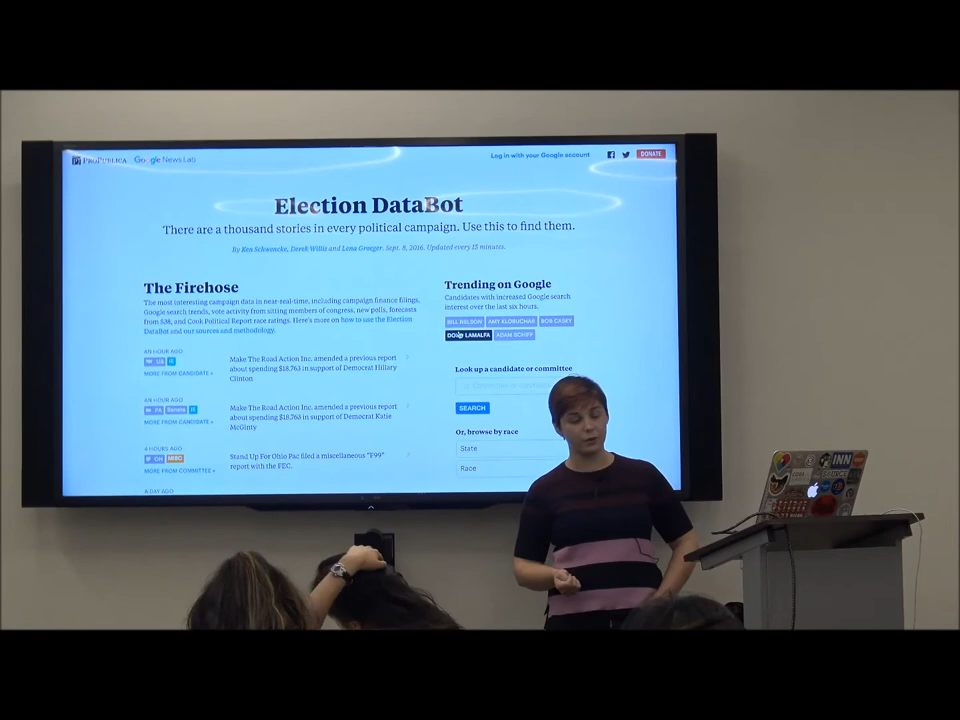 PROPUBLICA Google News Lab
Log in with your Google account
DONATE
Election DataBot
There are a thousand stories in every political campaign. Use this to find them.
By Ken Schwencke, Derek Willis and Lena Groeger. Sept. 8, 2016. Updated every 15 minutes.
The Firehose
The most interesting campaign data in near-real-time, including campaign finance filings,
Google search trends, vote activity from sitting members of congress, new polls, forecasts
from 538, and Cook Political Report race ratings. Here's more on how to use the Election
DataBot and our sources and methodology.
AN HOUR AGO
US
MORE FROM CANDIDATE »
Make The Road Action Inc. amended a previous report
about spending $18,763 in support of Democrat Hillary
Clinton
AN HOUR AGO
PA Senate
MORE FROM CANDIDATE »
Make The Road Action Inc. amended a previous report
about spending $18,763 in support of Democrat Katie
McGinty
4 HOURS AGO
OH MISC
MORE FROM COMMITTEE »
Stand Up For Ohio Pac filed a miscellaneous "F99"
report with the FEC.
A DAY AGO
Trending on Google
Candidates with increased Google search
interest over the last six hours.
AMY KLOBUCHAR BOB CASEY
DOUG LAMALFA ADAM SCHIFF
Look up a candidate or committee
SEARCH
Or, browse by race
State
Race
INN